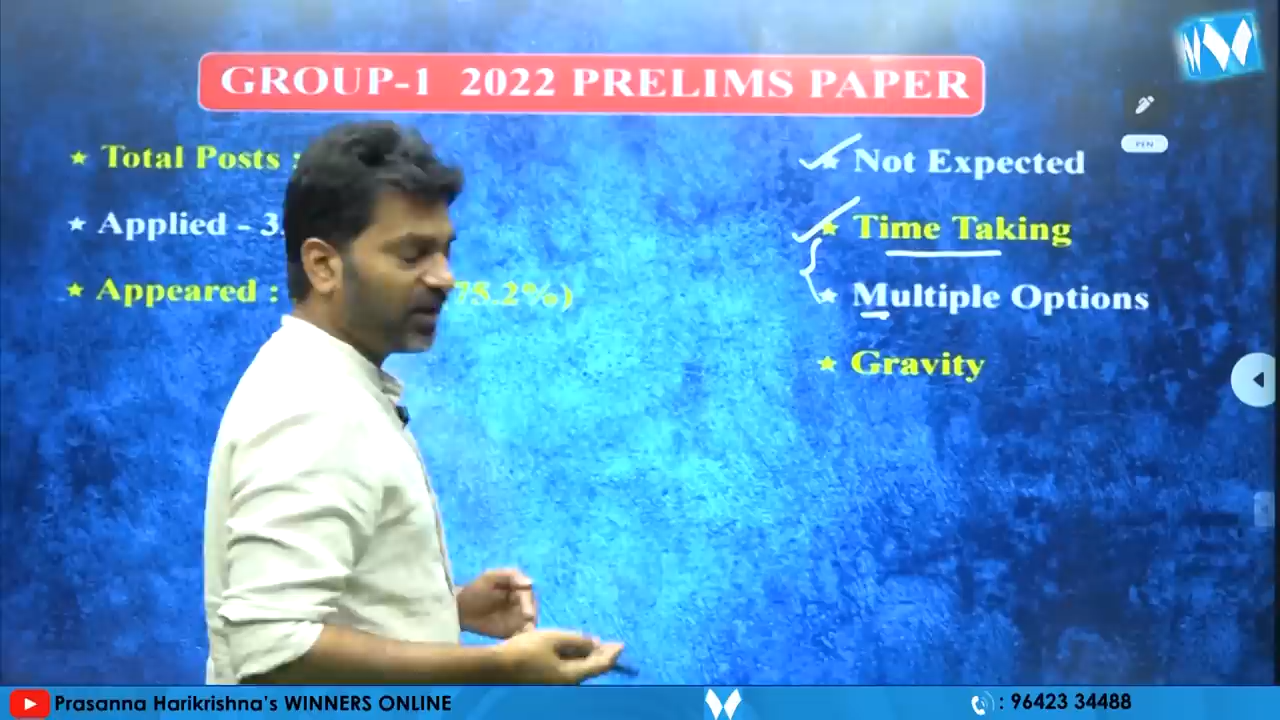 GROUP-1 2022 PRELIMS PAPER
★ Total Posts :
★ Applied - 3
★ Appeared : 75.2%)
★ Not Expected
★ Time Taking
★ Multiple Options
★ Gravity
PEN
Prasanna Harikrishna's WINNERS ONLINE
: 96423 34488